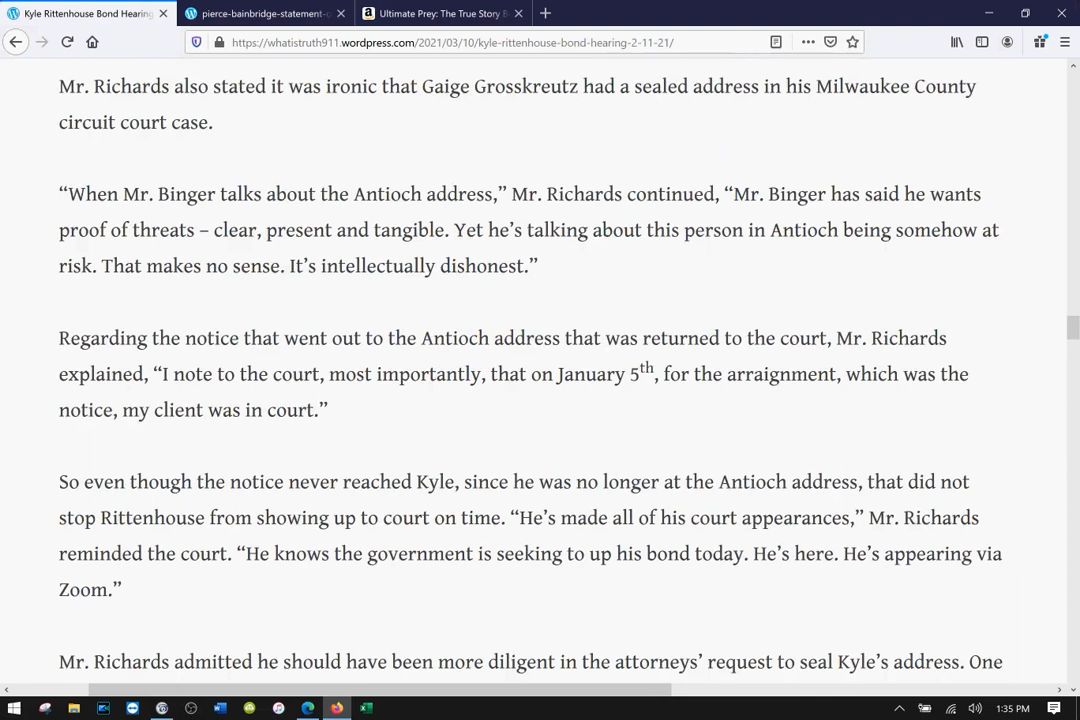 Kyle Rittenhouse Bond Hearing
pierce-bainbridge-statement-
Ultimate Prey: The True Story B
https://whatistruth911.wordpress.com/2021/03/10/kyle-rittenhouse-bond-hearing-2-11-21/
Mr. Richards also stated it was ironic that Gaige Grosskreutz had a sealed address in his Milwaukee County
circuit court case.
“When Mr. Binger talks about the Antioch address,” Mr. Richards continued, “Mr. Binger has said he wants
proof of threats – clear, present and tangible. Yet he’s talking about this person in Antioch being somehow at
risk. That makes no sense. It’s intellectually dishonest.”
Regarding the notice that went out to the Antioch address that was returned to the court, Mr. Richards
explained, “I note to the court, most importantly, that on January 5th, for the arraignment, which was the
notice, my client was in court.”
So even though the notice never reached Kyle, since he was no longer at the Antioch address, that did not
stop Rittenhouse from showing up to court on time. “He’s made all of his court appearances,” Mr. Richards
reminded the court. “He knows the government is seeking to up his bond today. He’s here. He’s appearing via
Zoom.”
Mr. Richards admitted he should have been more diligent in the attorneys’ request to seal Kyle’s address. One
1:35 PM